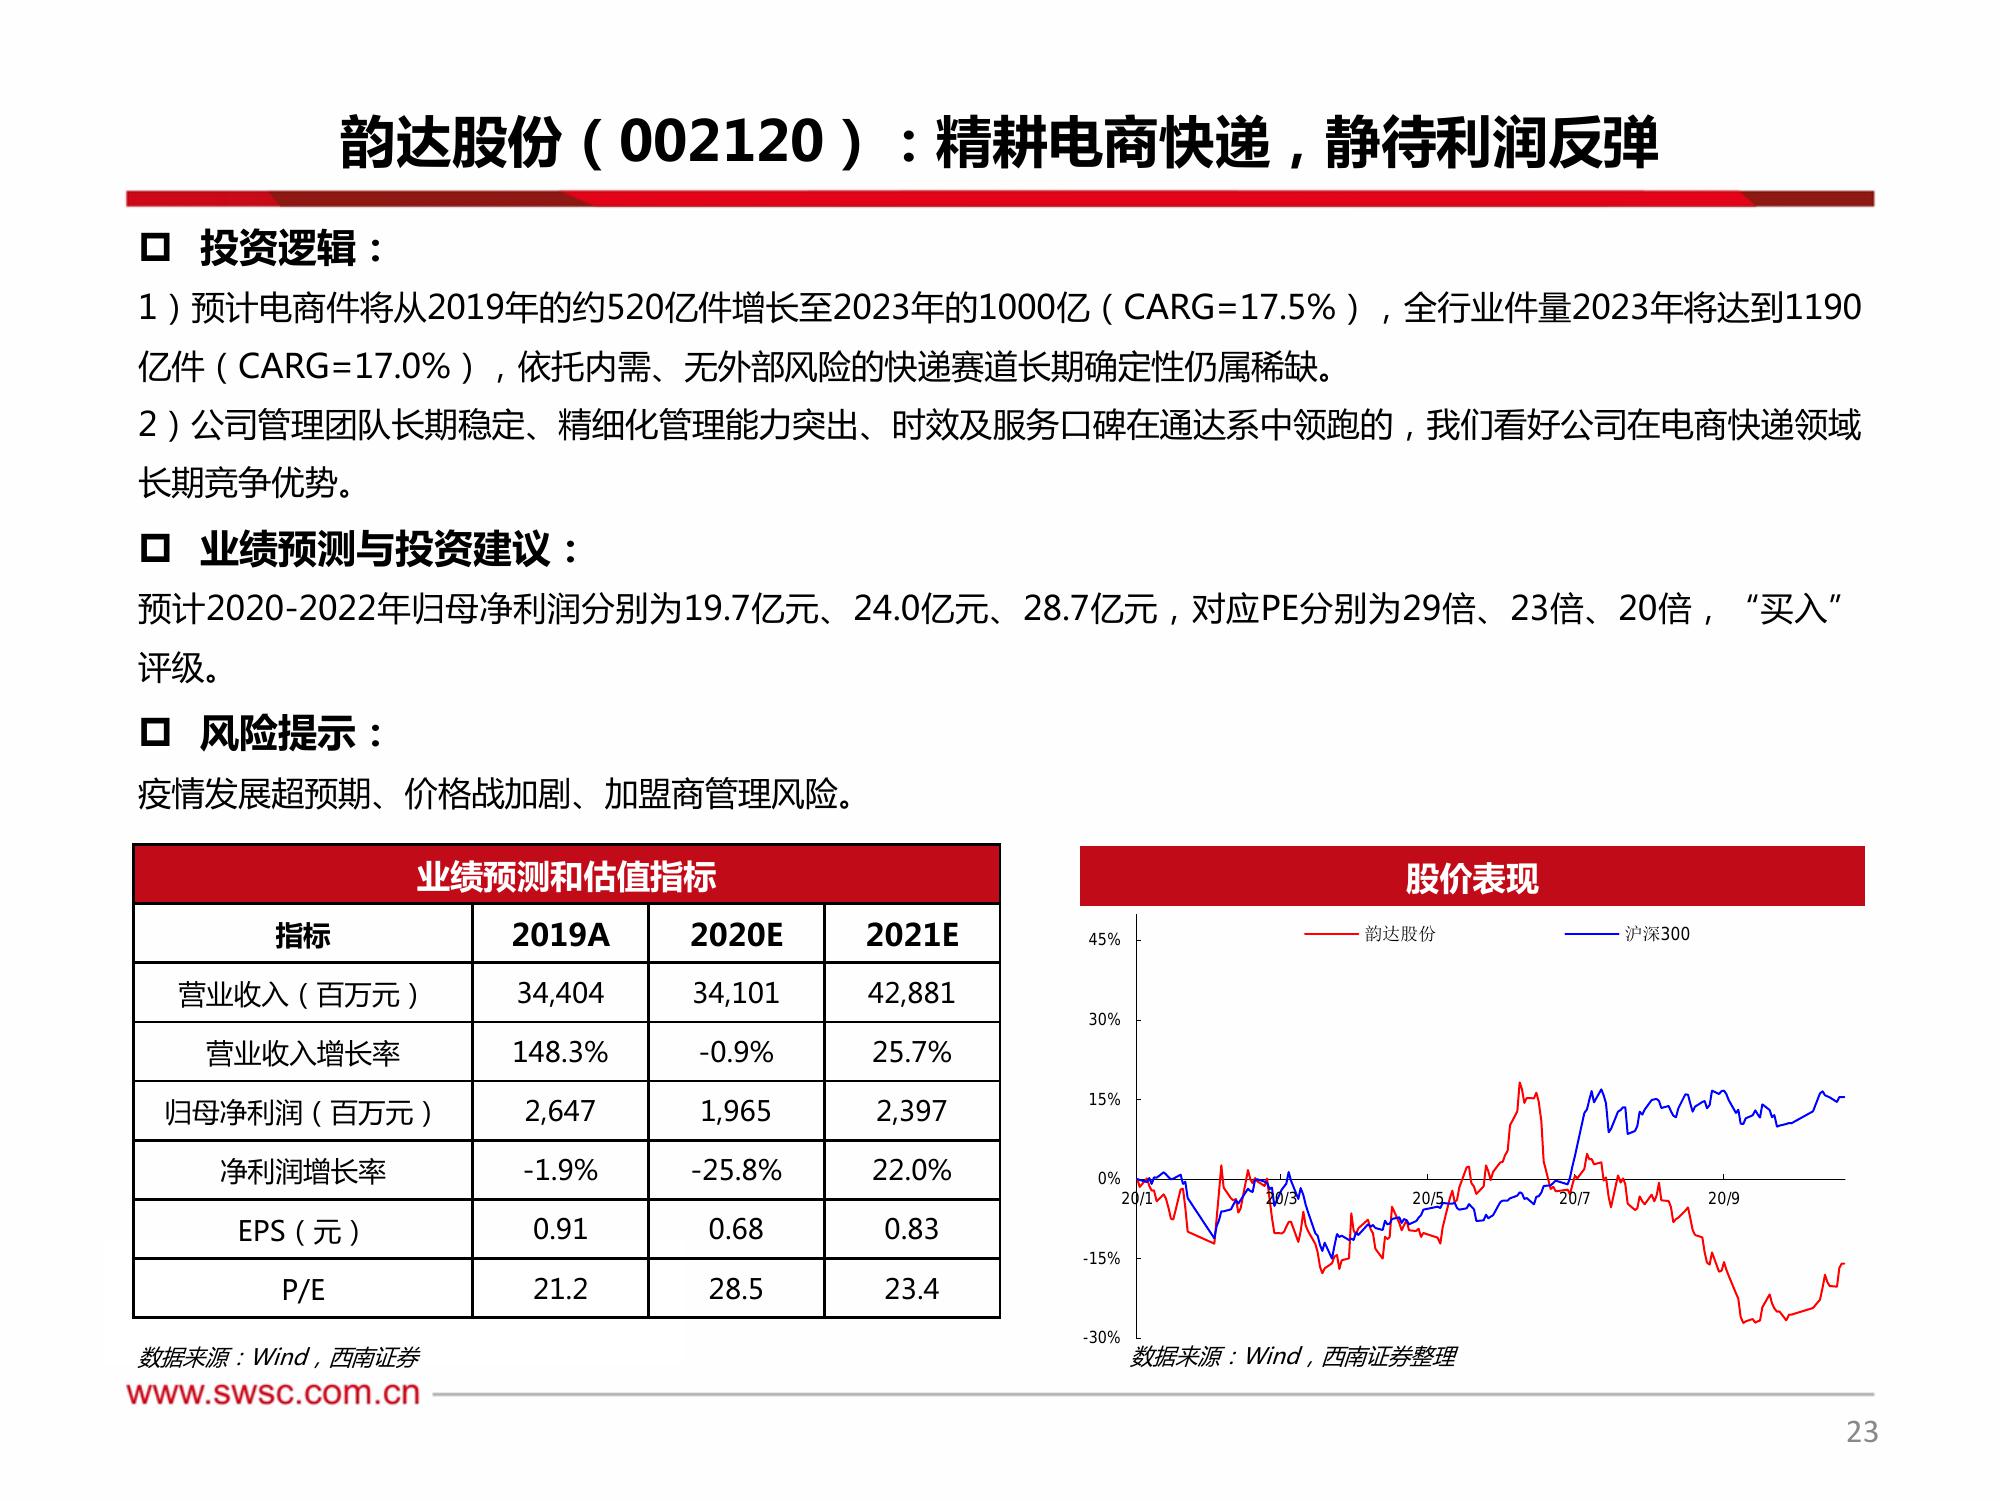 韵达股份（002120）：精耕电商快递，静待利润反弹
投资逻辑：
1）预计电商件将从2019年的约520亿件增长至2023年的1000亿（CARG=17.5%），全行业件量2023年将达到1190
亿件（CARG=17.0%），依托内需、无外部风险的快递赛道长期确定性仍属稀缺。
2）公司管理团队长期稳定、精细化管理能力突出、时效及服务口碑在通达系中领跑的，我们看好公司在电商快递领域
长期竞争优势。
业绩预测与投资建议：
预计2020-2022年归母净利润分别为19.7亿元、24.0亿元、28.7亿元，对应PE分别为29倍、23倍、20倍，“买入”
评级。
风险提示：
疫情发展超预期、价格战加剧、加盟商管理风险。
业绩预测和估值指标
指标 2019A 2020E 2021E
营业收入（百万元） 34,404 34,101 42,881
营业收入增长率 148.3% -0.9% 25.7%
归母净利润（百万元） 2,647 1,965 2,397
净利润增长率 -1.9% -25.8% 22.0%
EPS（元） 0.91 0.68 0.83
P/E 21.2 28.5 23.4
数据来源：Wind，西南证券
股价表现
韵达股份 沪深300
45%
30%
15%
0%
20/1 20/3 20/5 20/7 20/9
-15%
-30%
数据来源：Wind，西南证券整理
www.swsc.com.cn
23